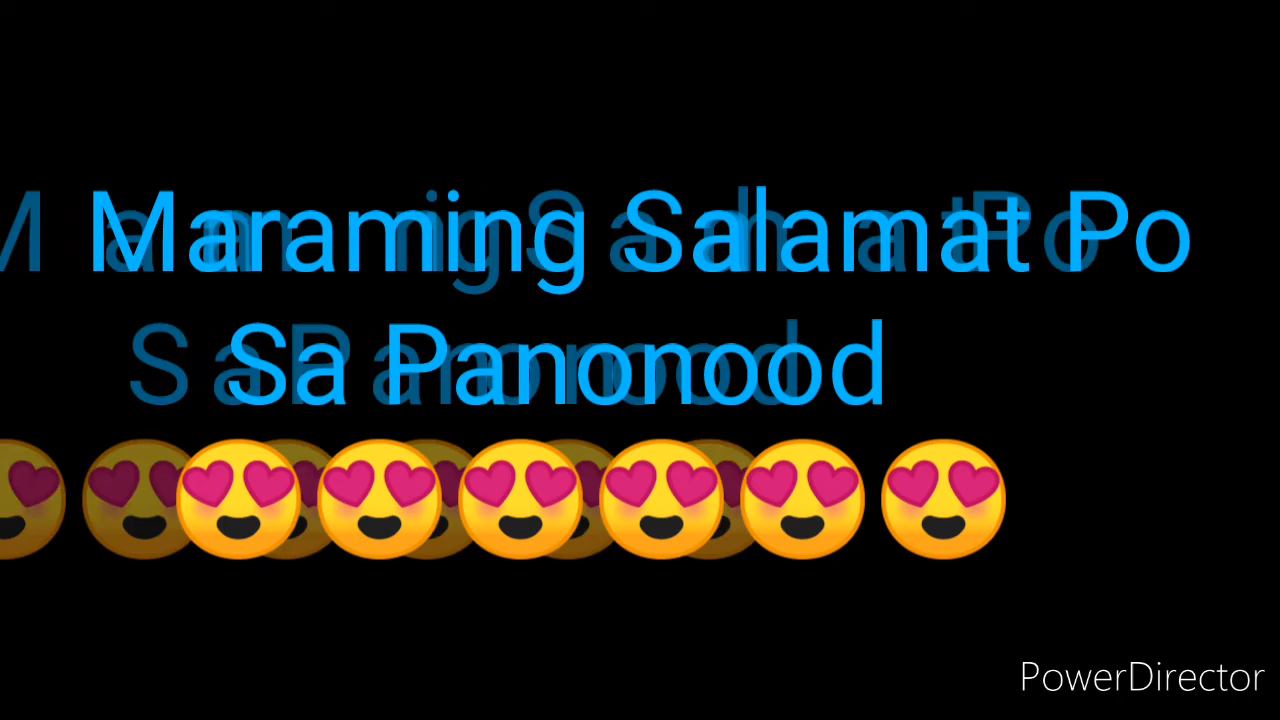 Maraming Salamat Po
Sa Panonood
😍😍😍😍😍😍
PowerDirector